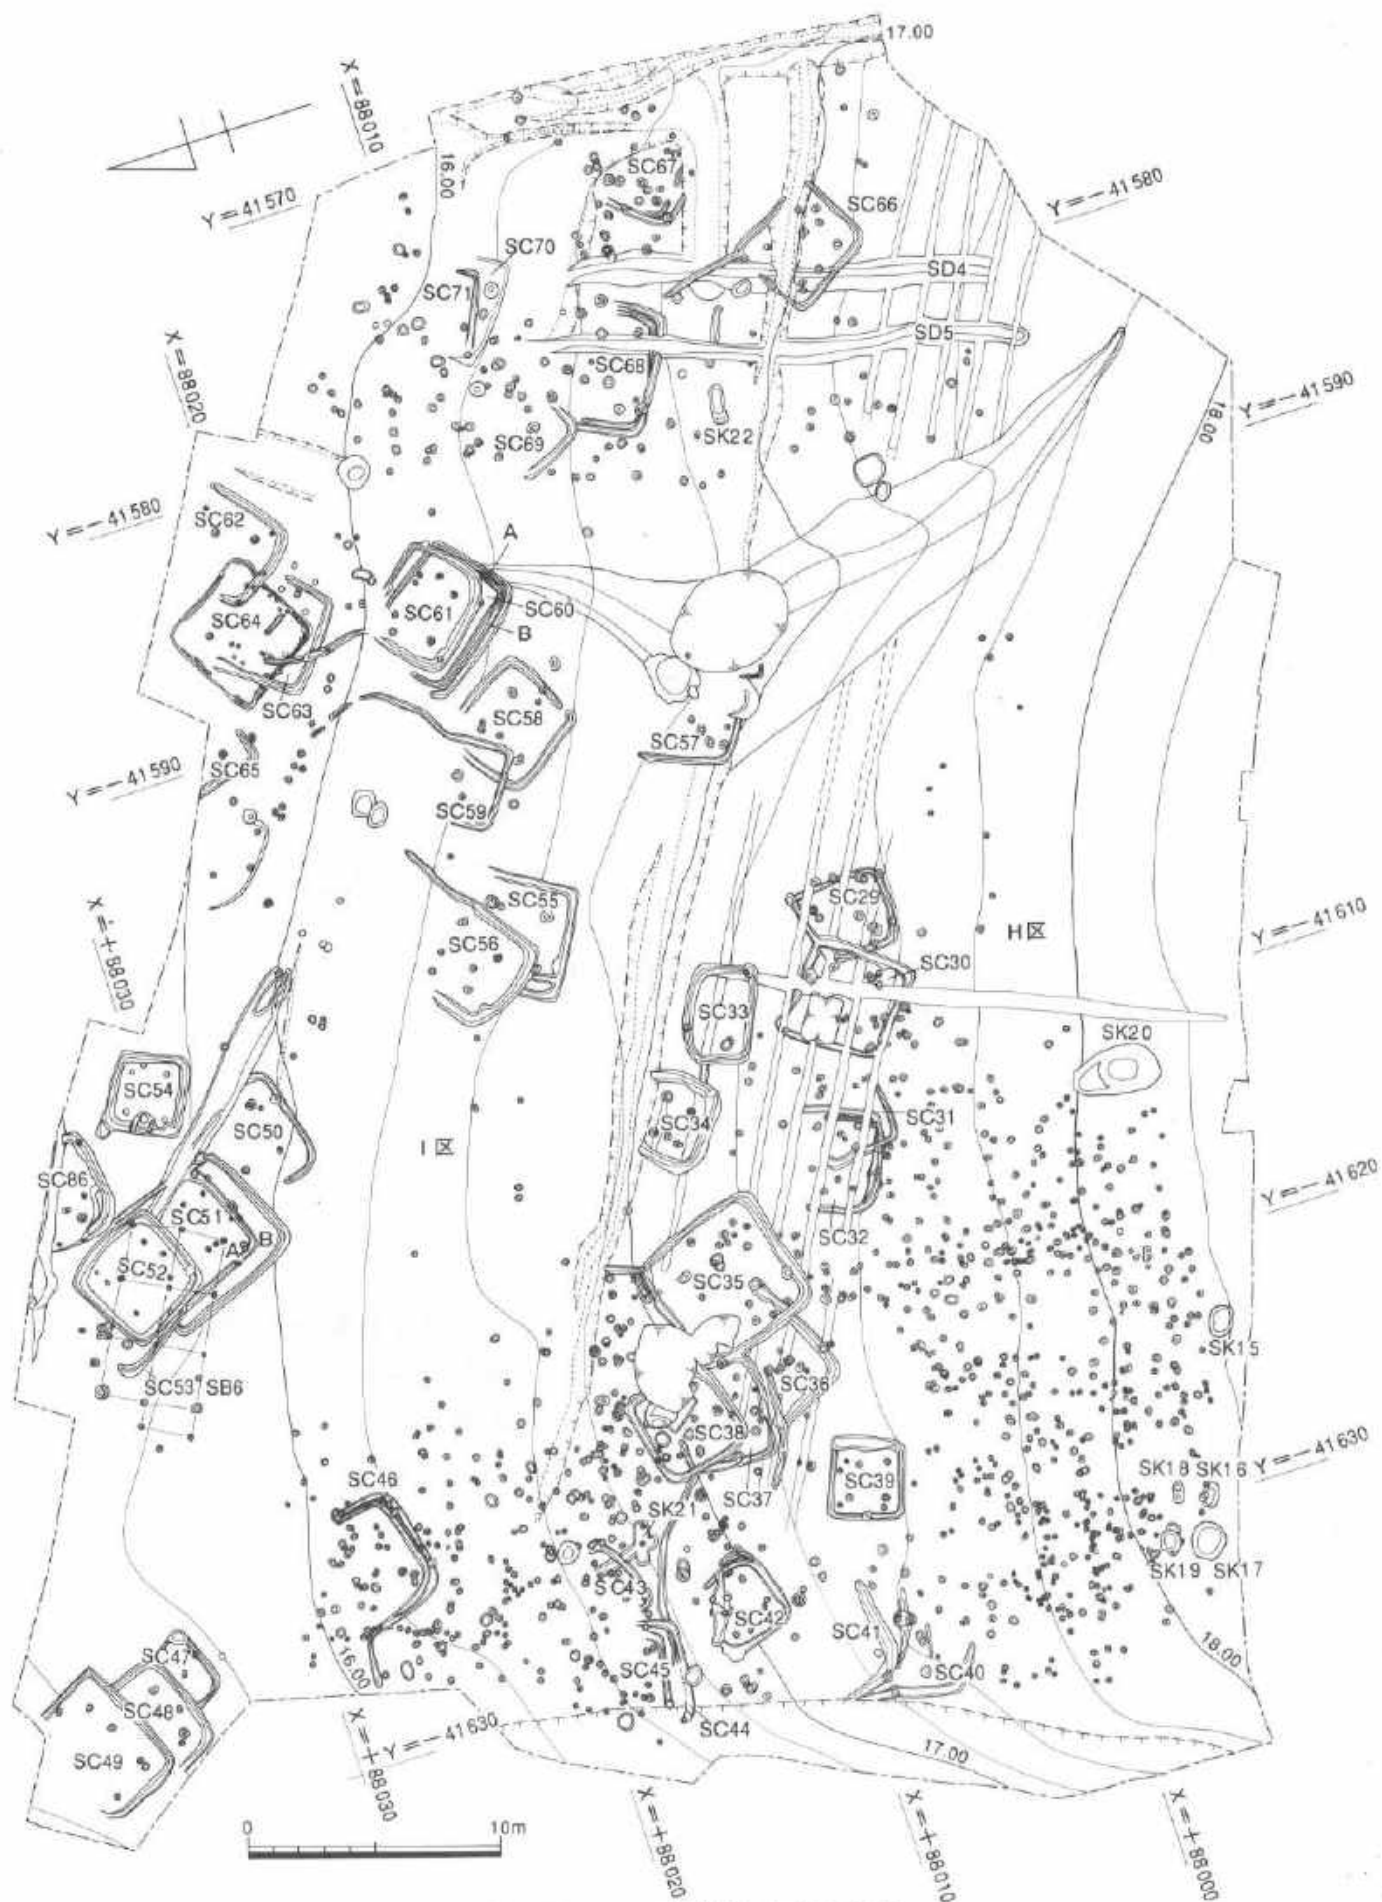 17.00
X=88010
16.00
Y=-41580
Y=41570
SC67
SC66
SC70
SD4
SC71
SD5
X=88020
SC68
Y=-41590
18.00
SC69
SK22
Y=-41580
SC62
A
SC61
SC60
SC64
B
SC63
SC58
SC57
Y=-41590
SC65
SC59
SC55
SC29
Y=-41610
X=+88030
SC56
H区
SC30
SC33
SK20
SC54
SC50
SC34
SC31
I区
SC86
SC51
Y=-41620
A
B
SC32
SC52
SC35
SK15
SC53
SB6
SC36
SC38
Y=-41630
SK18
SK16
SC46
SC39
SK21
SC37
SK19
SK17
SC43
SC42
SC41
SC47
16.00
SC45
SC40
18.00
SC48
SC44
SC49
Y=-41630
17.00
X=+88030
0
10m
X=+88020
X=+88010
X=+88000